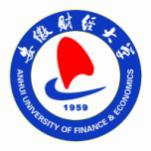 安徽财经大学
ANHUI UNIVERSITY OF FINANCE & ECONOMICS
1959